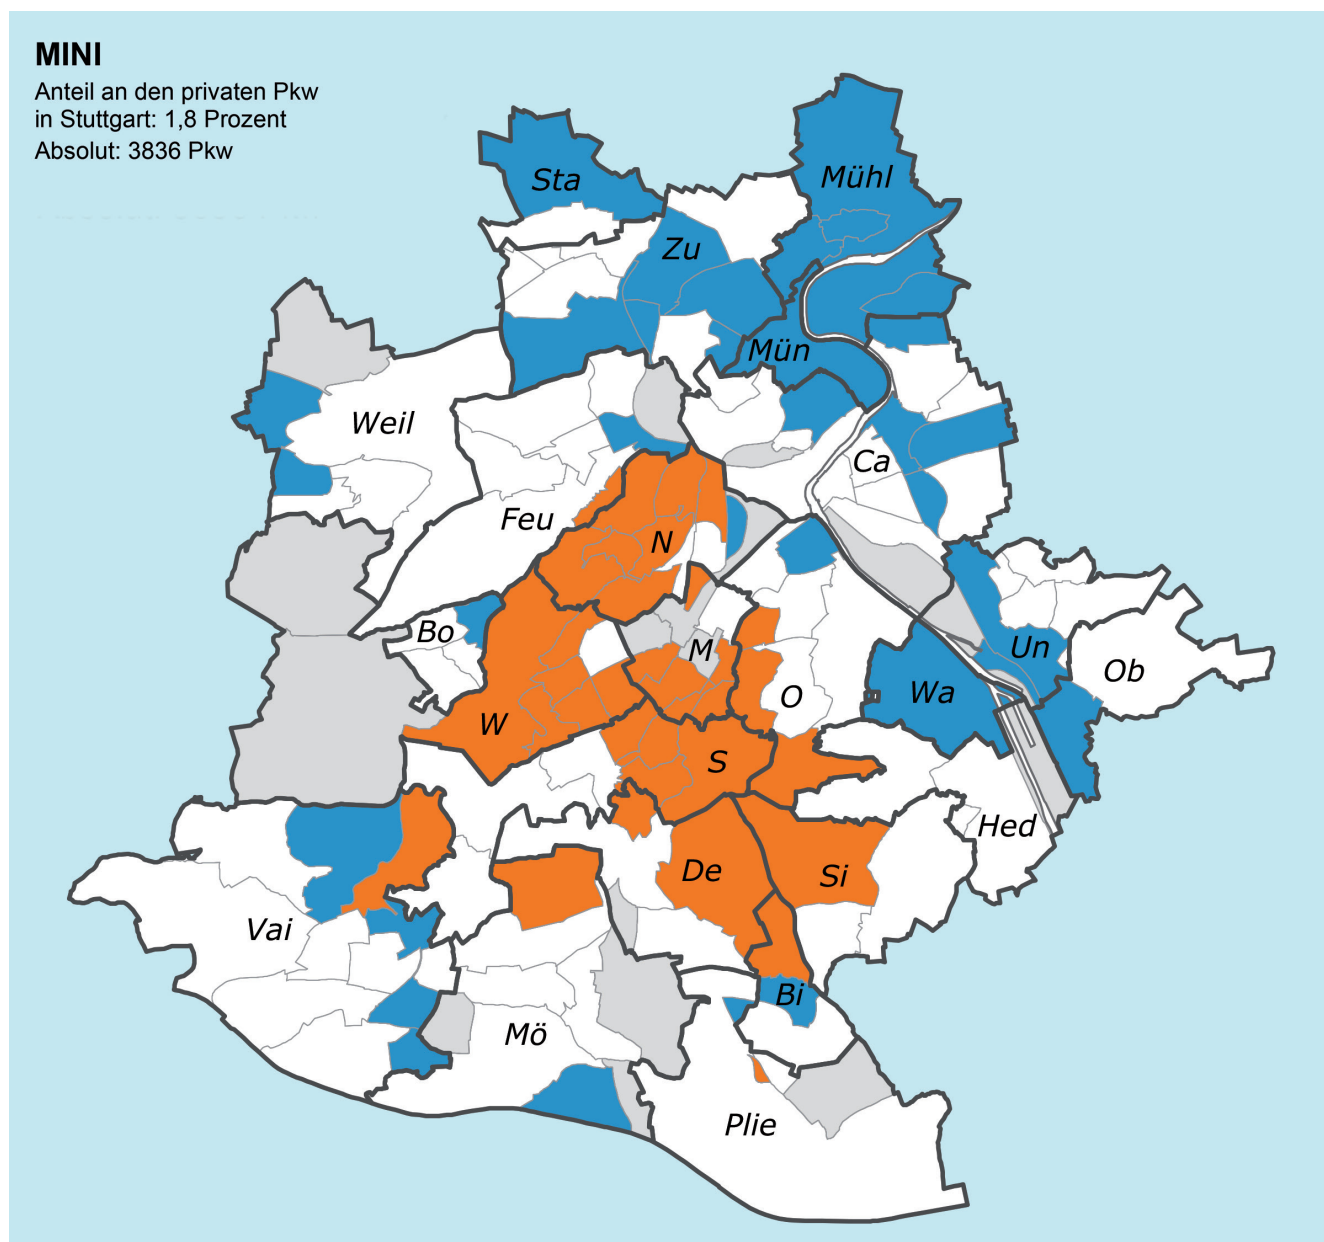 MINI
Anteil an den privaten Pkw
in Stuttgart: 1,8 Prozent
Absolut: 3836 Pkw
Sta
Mühl
Zu
Mün
Weil
Ca
Feu
N
Bo
M
Un
Ob
O
Wa
W
S
Hed
De
Si
Vai
Bi
Mö
Plie